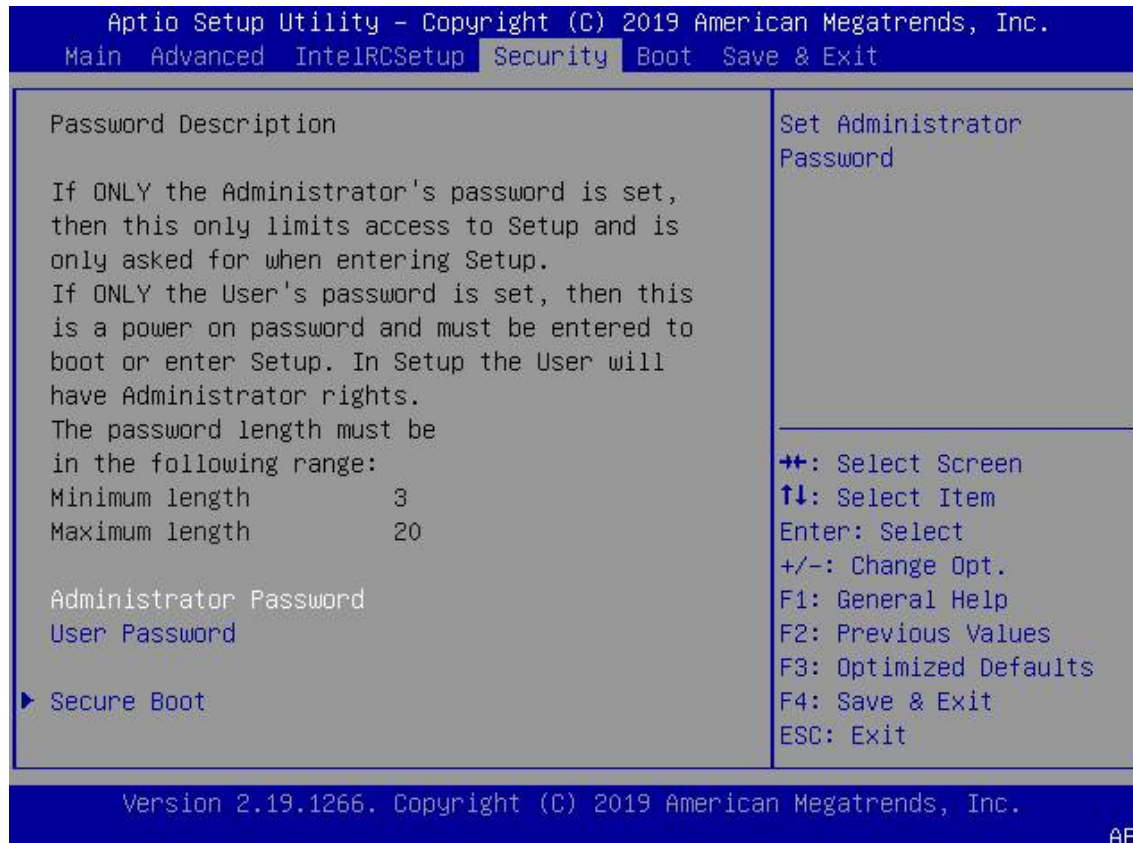 Aptio Setup Utility – Copyright (C) 2019 American Megatrends, Inc.
Main Advanced IntelRCSetup Security Boot Save & Exit
Password Description
If ONLY the Administrator's password is set,
then this only limits access to Setup and is
only asked for when entering Setup.
If ONLY the User's password is set, then this
is a power on password and must be entered to
boot or enter Setup. In Setup the User will
have Administrator rights.
The password length must be
in the following range:
Minimum length 3
Maximum length 20
Administrator Password
User Password
Secure Boot
Set Administrator
Password
→←: Select Screen
↑↓: Select Item
Enter: Select
+/-: Change Opt.
F1: General Help
F2: Previous Values
F3: Optimized Defaults
F4: Save & Exit
ESC: Exit
Version 2.19.1266. Copyright (C) 2019 American Megatrends, Inc.